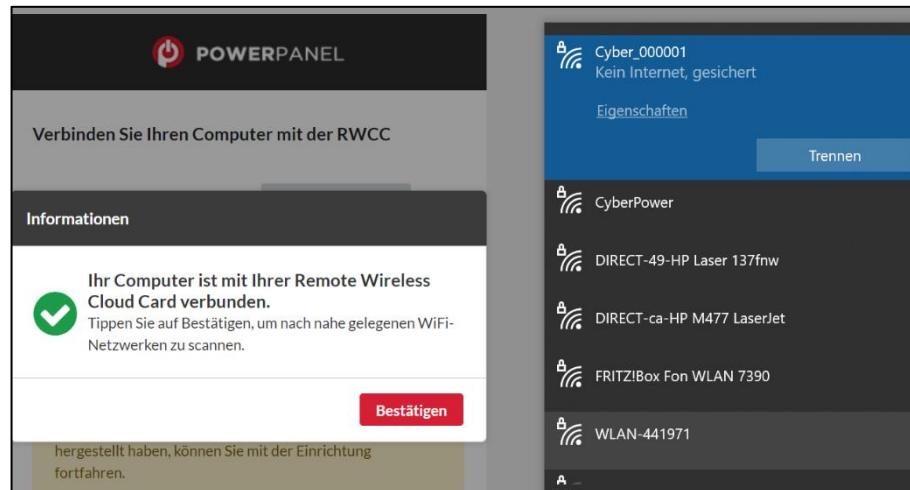 POWERPANEL
Verbinden Sie Ihren Computer mit der RWCC
Informationen
Ihr Computer ist mit Ihrer Remote Wireless
Cloud Card verbunden.
Tippen Sie auf Bestätigen, um nach nahe gelegenen WiFi-
Netzwerken zu scannen.
Bestätigen
hergestellt haben, können Sie mit der Einrichtung
fortfahren.
Cyber_000001
Kein Internet, gesichert
Eigenschaften
Trennen
CyberPower
DIRECT-49-HP Laser 137fnw
DIRECT-ca-HP M477 LaserJet
FRITZ!Box Fon WLAN 7390
WLAN-441971